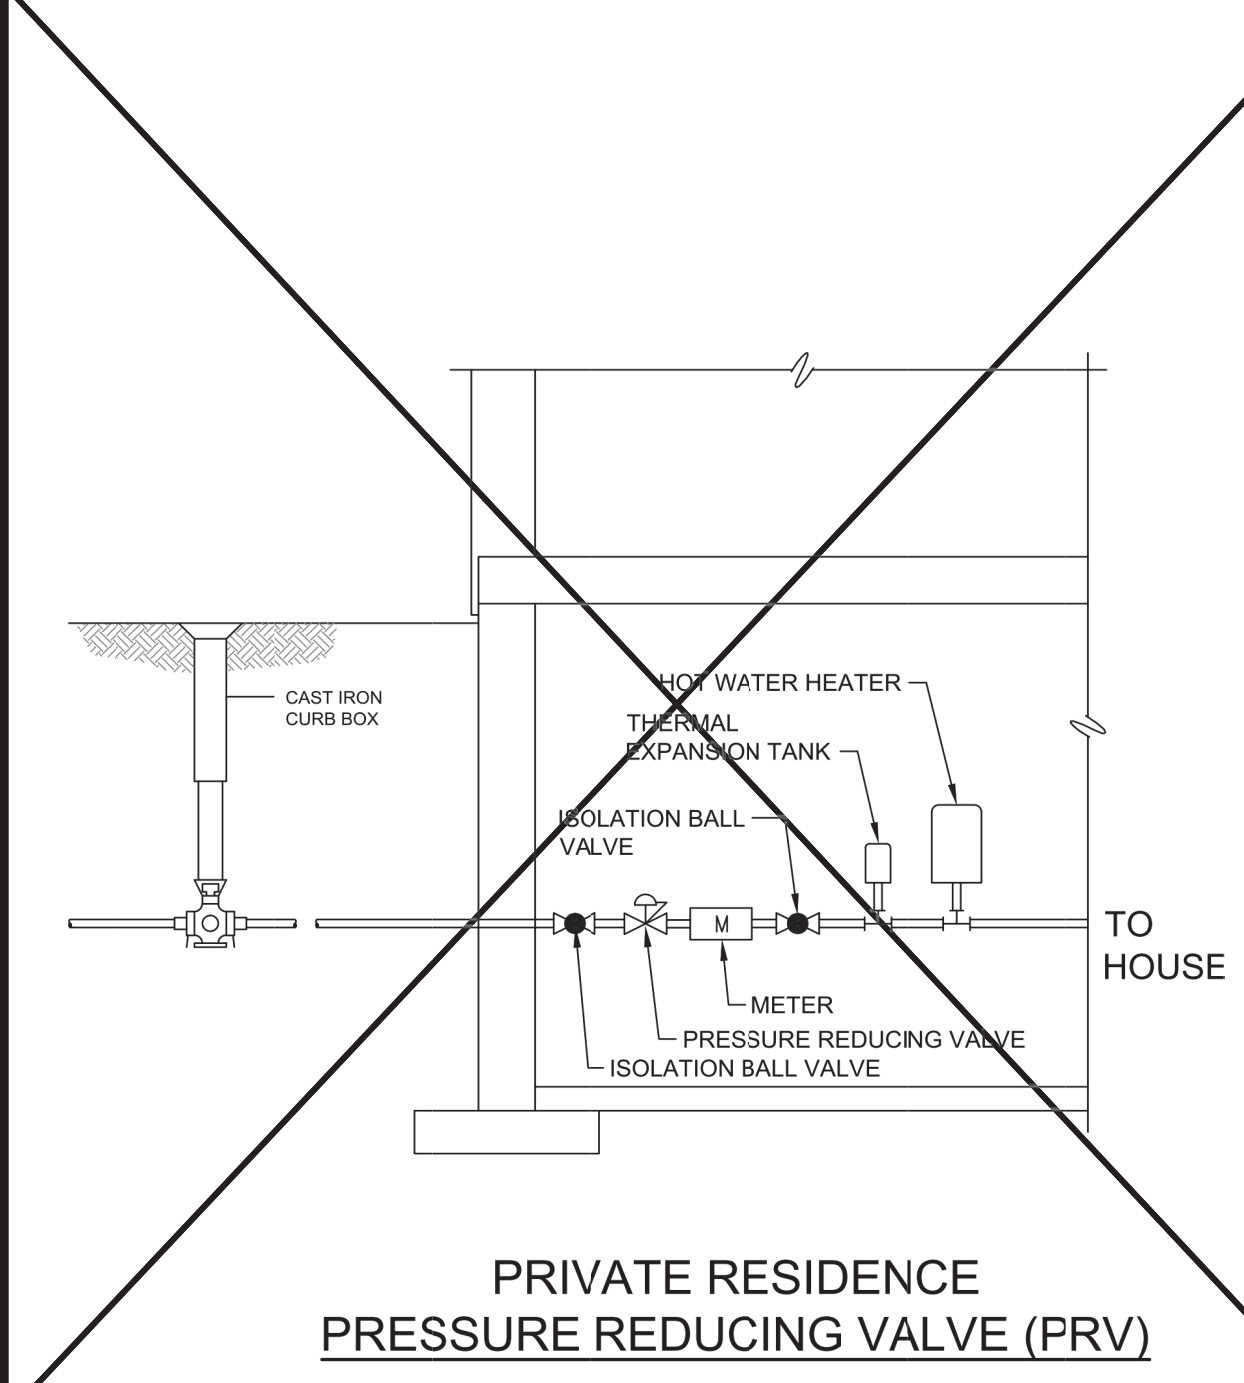 HOT WATER HEATER
THERMAL
EXPANSION TANK
CAST IRON
CURB BOX
ISOLATION BALL
VALVE
M
TO
HOUSE
METER
PRESSURE REDUCING VALVE
ISOLATION BALL VALVE
PRIVATE RESIDENCE
PRESSURE REDUCING VALVE (PRV)